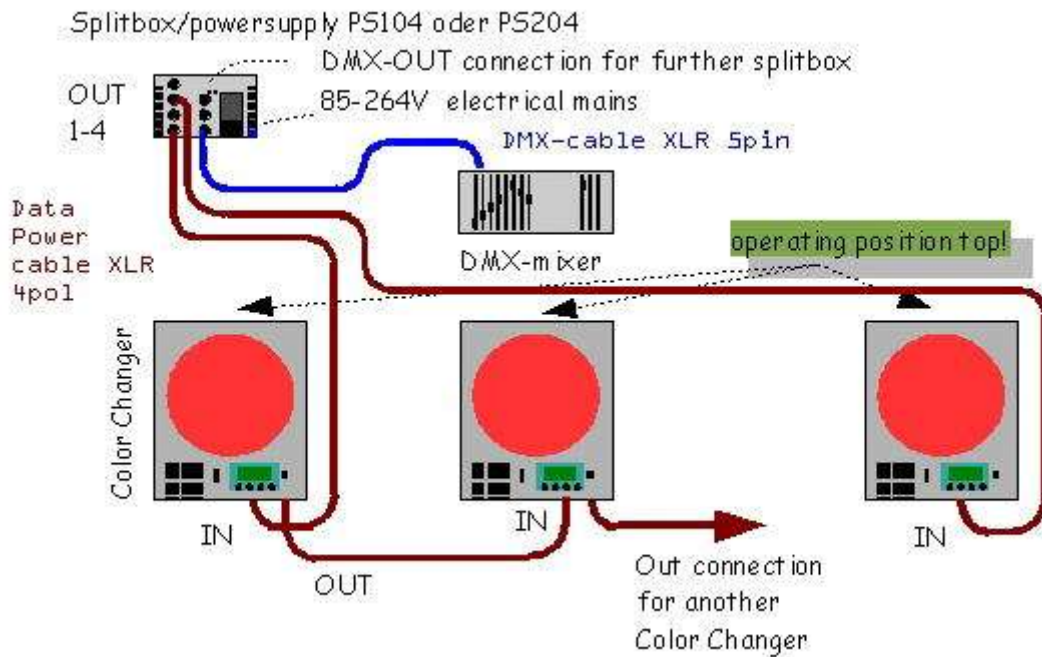 Splitbox/powersupply PS104 oder PS204
DMX-OUT connection for further splitbox
OUT
1-4
85-264V electrical mains
DMX-cable XLR 5pin
Data
Power
cable XLR
4pol
DMX-mixer
operating position top!
Color Changer
IN
OUT
IN
IN
Out connection
for another
Color Changer